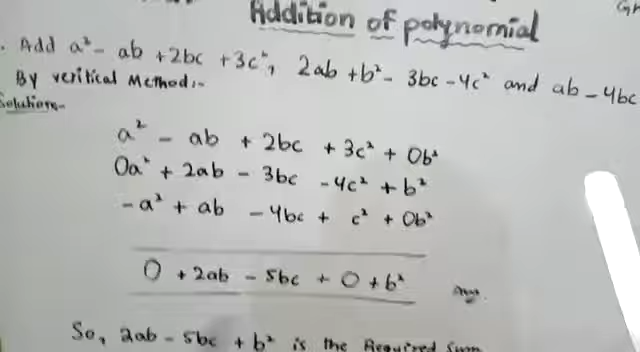 Addition of polynomial
. Add a² - ab + 2bc + 3c², 2ab + b² - 3bc - 4c² and ab - 4bc
By veritical Method:-
Solution:-
a² - ab + 2bc + 3c² + 0b²
0a² + 2ab - 3bc - 4c² + b²
-a² + ab - 4bc + c² + 0b²
0 + 2ab - 5bc + 0 + b² Ans.
So, 2ab - 5bc + b² is the Required Sum